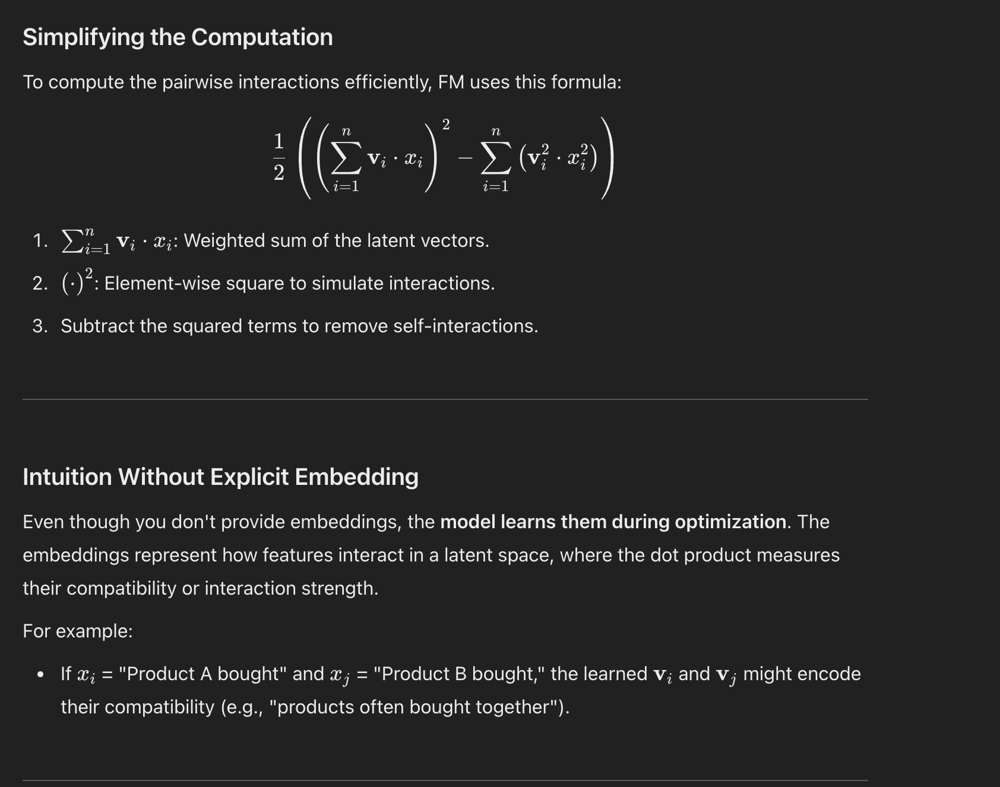 Simplifying the Computation
To compute the pairwise interactions efficiently, FM uses this formula:
$$\frac{1}{2} \left( \left( \sum_{i=1}^{n} \mathbf{v}_i \cdot x_i \right)^2 - \sum_{i=1}^{n} \left( \mathbf{v}_i^2 \cdot x_i^2 \right) \right)$$
1. $\sum_{i=1}^{n} \mathbf{v}_i \cdot x_i$: Weighted sum of the latent vectors.
2. $(\cdot)^2$: Element-wise square to simulate interactions.
3. Subtract the squared terms to remove self-interactions.
Intuition Without Explicit Embedding
Even though you don't provide embeddings, the model learns them during optimization. The
embeddings represent how features interact in a latent space, where the dot product measures
their compatibility or interaction strength.
For example:
• If $x_i$ = "Product A bought" and $x_j$ = "Product B bought," the learned $\mathbf{v}_i$ and $\mathbf{v}_j$ might encode
their compatibility (e.g., "products often bought together").